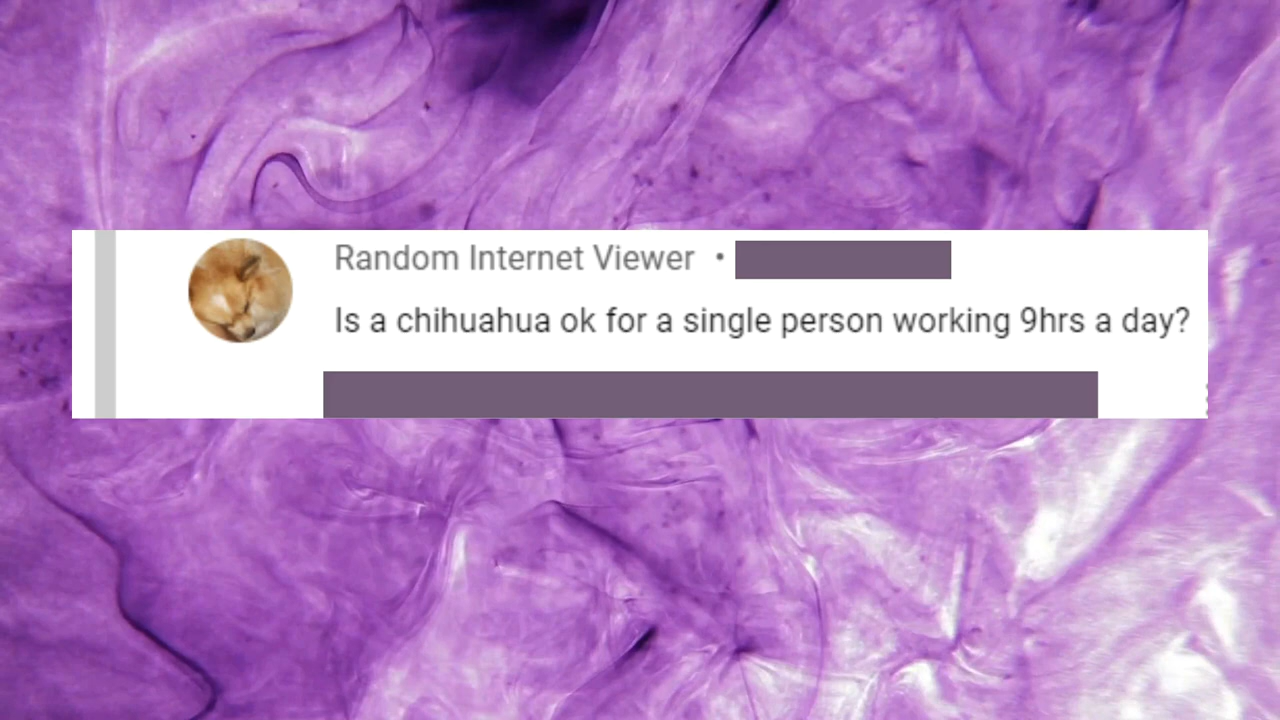 Random Internet Viewer •
Is a chihuahua ok for a single person working 9hrs a day?